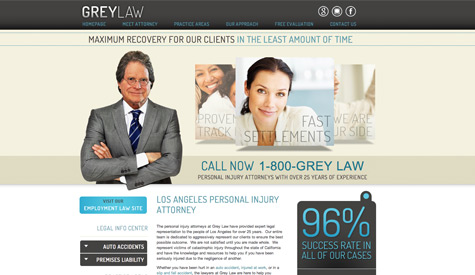 GREYLAW
HOMEPAGE MEET ATTORNEY PRACTICE AREAS OUR APPROACH FREE EVALUATION CONTACT US
MAXIMUM RECOVERY FOR OUR CLIENTS IN THE LEAST AMOUNT OF TIME
PROVEN
TRACK
FAST
SETTLEMENTS
WE ARE
UR SIDE
CALL NOW 1-800-GREY LAW
PERSONAL INJURY ATTORNEYS WITH OVER 25 YEARS OF EXPERIENCE
VISIT OUR
EMPLOYMENT LAW SITE
LEGAL INFO CENTER
AUTO ACCIDENTS
PREMISES LIABILITY
LOS ANGELES PERSONAL INJURY
ATTORNEY
The personal injury attorneys at Grey Law have provided expert legal
representation to the people of Los Angeles for over 25 years. Our entire
team is dedicated to aggressively represent our clients to ensure the best
possible outcome. We are not satisfied until you are made whole. We
represent victims of catastrophic injury throughout the state of California
and have the knowledge and resources to help you if you have been
seriously injured due to the negligence of another.
Whether you have been hurt in an auto accident, injured at work, or in a
slip and fall accident, the lawyers at Grey Law are here to help you
96%
SUCCESS RATE IN
ALL OF OUR CASES